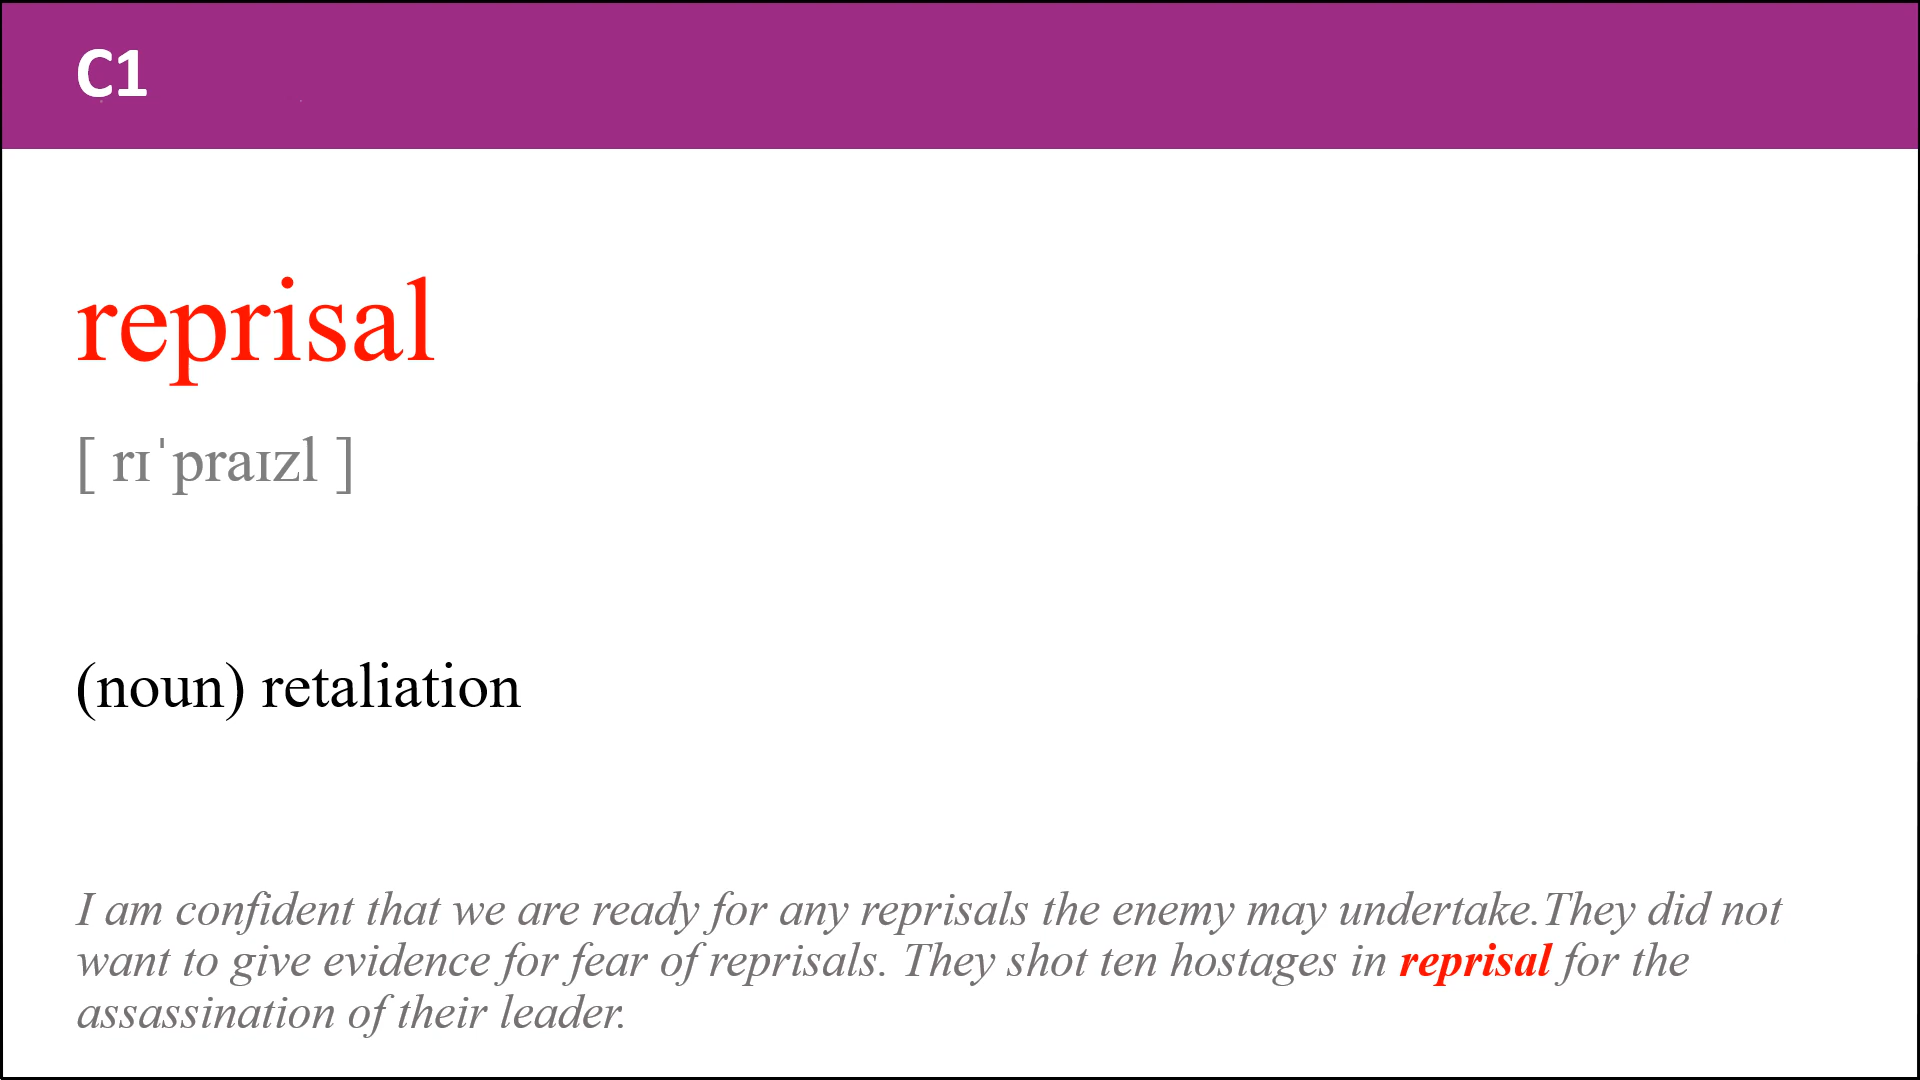 C1
reprisal
[ rɪˈpraɪzl ]
(noun) retaliation
I am confident that we are ready for any reprisals the enemy may undertake.They did not
want to give evidence for fear of reprisals. They shot ten hostages in reprisal for the
assassination of their leader.